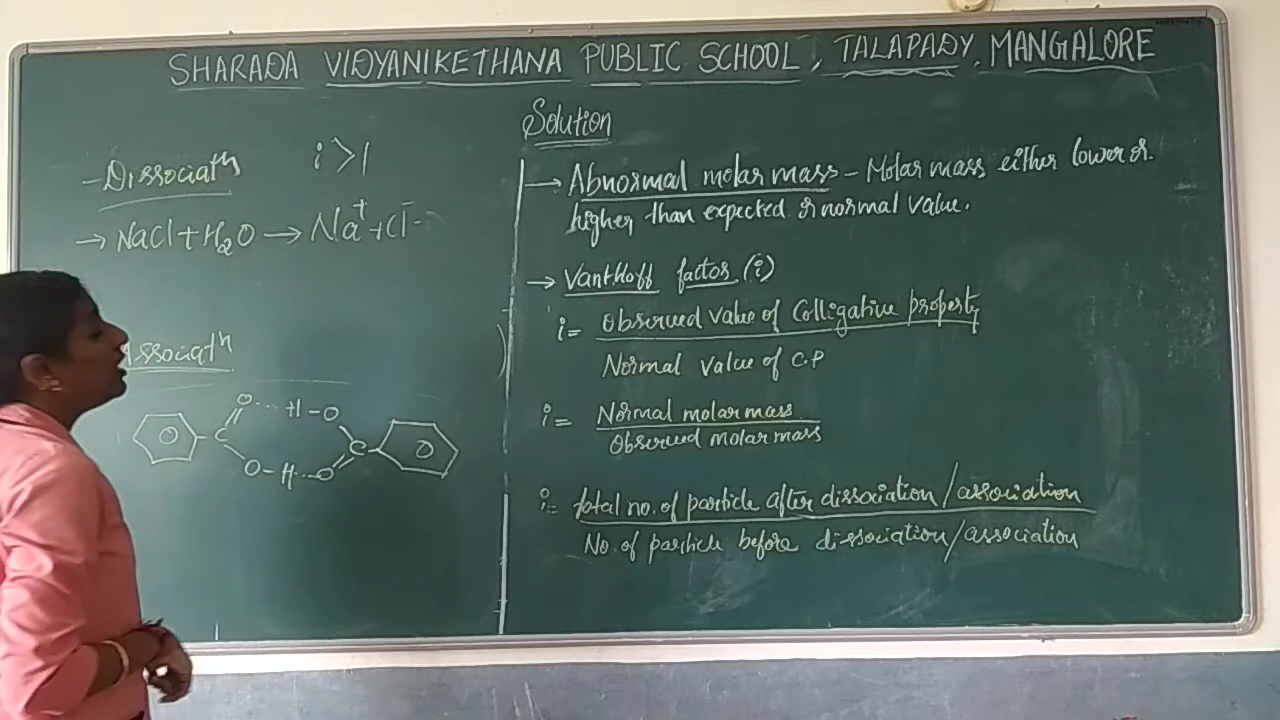 SHARADA VIDYANIKETHANA PUBLIC SCHOOL, TALAPADY, MANGALORE
- Dissociatn
i > 1
→ NaCl + H₂O → Na⁺ + Cl⁻
Associatn
O H - O
C C
O - H O
Solution
→ Abnormal molar mass - Molar mass either lower or
higher than expected or normal value.
→ Vanthoff factor (i)
i = Observed value of Colligative property
Normal value of C.P
i = Normal molar mass
Observed molar mass
i = total no. of particle after dissociation/association
No. of particle before dissociation/association